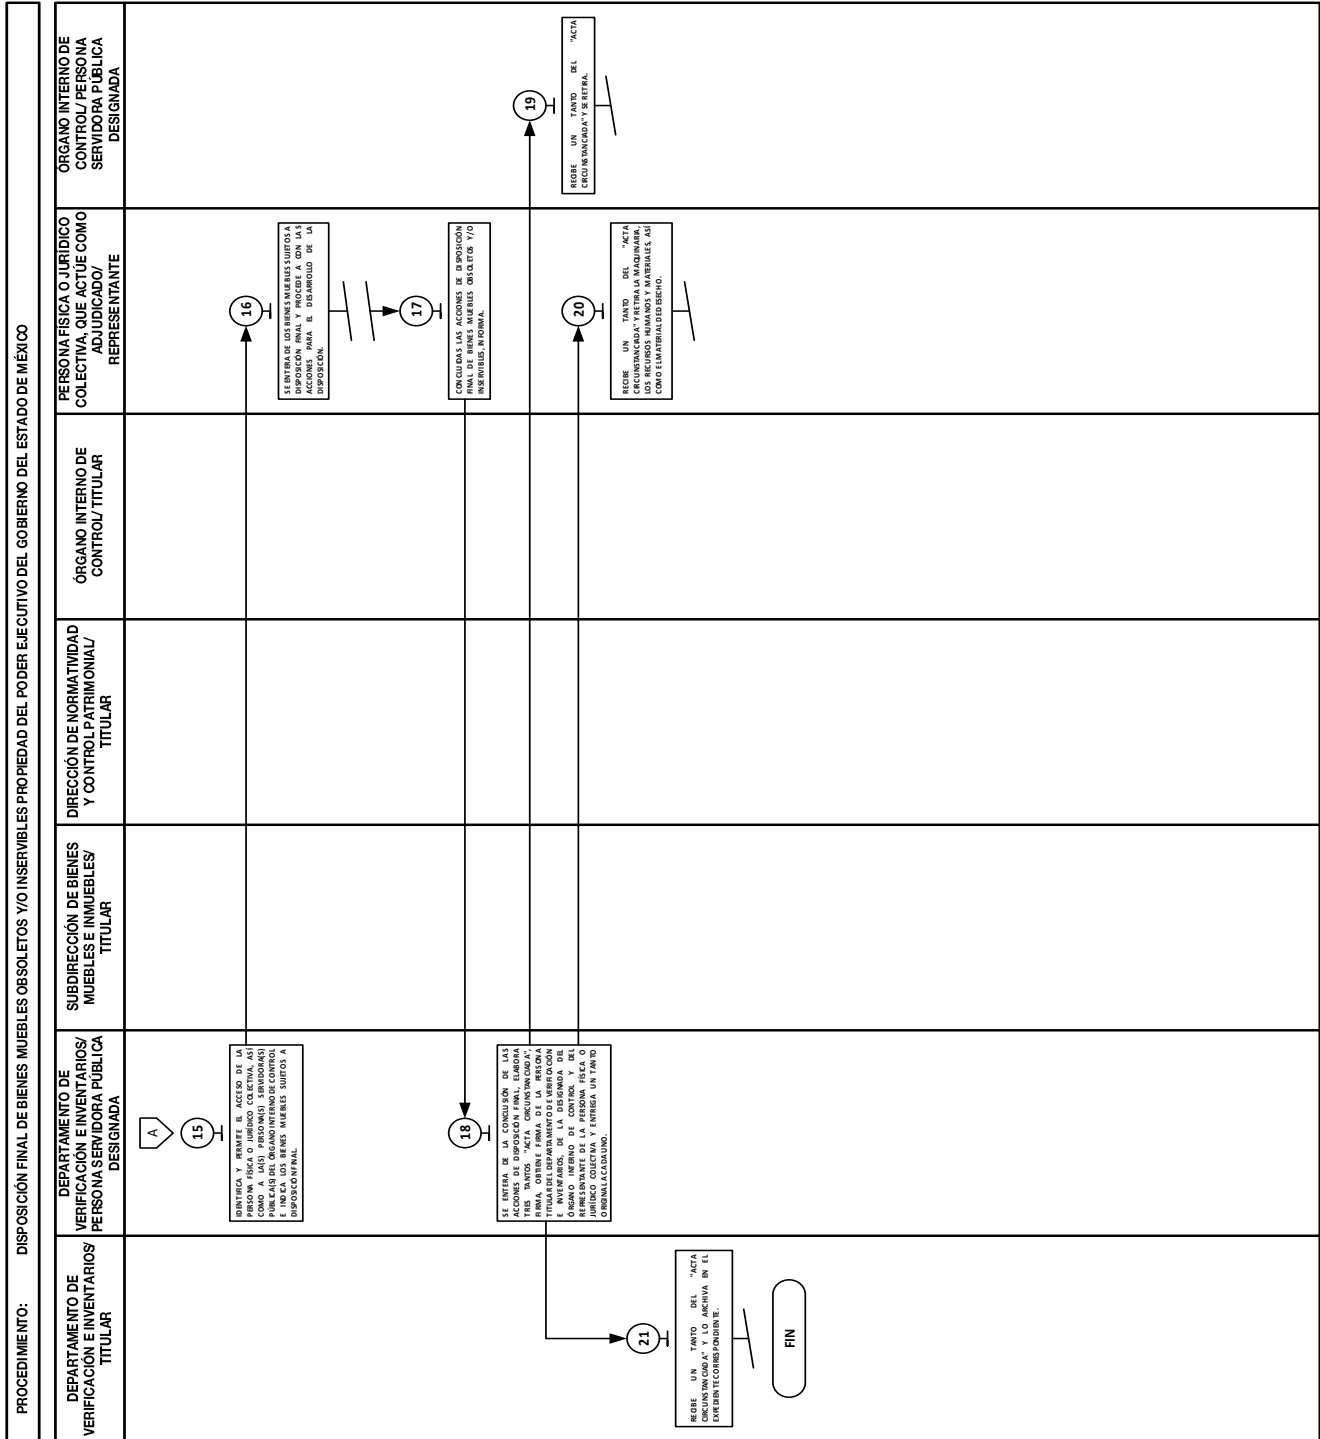 PROCEDIMIENTO: DISPOSICIÓN FINAL DE BIENES MUEBLES OBSOLETOS Y/O INSERVIBLES PROPIEDAD DEL PODER EJECUTIVO DEL GOBIERNO DEL ESTADO DE MÉXICO
DEPARTAMENTO DE
VERIFICACIÓN E INVENTARIOS/
TITULAR
DEPARTAMENTO DE
VERIFICACIÓN E INVENTARIOS/
PERSONA SERVIDORA PÚBLICA
DESIGNADA
SUBDIRECCIÓN DE BIENES
MUEBLES E INMUEBLES/
TITULAR
DIRECCIÓN DE NORMATIVIDAD
Y CONTROL PATRIMONIAL/
TITULAR
ÓRGANO INTERNO DE
CONTROL/ TITULAR
PERSONA FÍSICA O JURÍDICO
COLECTIVA, QUE ACTÚE COMO
ADJUDICADO/
REPRESENTANTE
ÓRGANO INTERNO DE
CONTROL/ PERSONA
SERVIDORA PÚBLICA
DESIGNADA
A
15
IDENTIFICA Y PERMITE EL ACCESO DE LA
PERSONA FÍSICA O JURÍDICO COLECTIVA, ASÍ
COMO A LA(S) PERSONA(S) SERVIDORA(S)
PÚBLICA(S) DEL ÓRGANO INTERNO DE CONTROL
E INDICA LOS BIENES MUEBLES SUJETOS A
DISPOSICIÓN FINAL.
16
SE ENTERA DE LOS BIENES MUEBLES SUJETOS A
DISPOSICIÓN FINAL Y PROCEDE A CON LAS
ACCIONES PARA EL DESARROLLO DE LA
DISPOSICIÓN.
17
CONCLUIDAS LAS ACCIONES DE DISPOSICIÓN
FINAL DE BIENES MUEBLES OBSOLETOS Y/O
INSERVIBLES, INFORMA.
18
SE ENTERA DE LA CONCLUSIÓN DE LAS
ACCIONES DE DISPOSICIÓN FINAL, ELABORA
TRES TANTOS "ACTA CIRCUNSTANCIADA",
FIRMA, OBTIENE FIRMA DE LA PERSONA
TITULAR DEL DEPARTAMENTO DE VERIFICACIÓN
E INVENTARIOS, DE LA DESIGNADA DEL
ÓRGANO INTERNO DE CONTROL Y DEL
REPRESENTANTE DE LA PERSONA FÍSICA O
JURÍDICO COLECTIVA Y ENTREGA UN TANTO
ORIGINAL A CADA UNO.
19
RECIBE UN TANTO DEL "ACTA
CIRCUNSTANCIADA" Y SE RETIRA.
20
RECIBE UN TANTO DEL "ACTA
CIRCUNSTANCIADA" Y RETIRA LA MAQUINARIA,
LOS RECURSOS HUMANOS Y MATERIALES, ASÍ
COMO EL MATERIAL DE DESECHO.
21
RECIBE UN TANTO DEL "ACTA
CIRCUNSTANCIADA" Y LO ARCHIVA EN EL
EXPEDIENTE CORRESPONDIENTE.
FIN